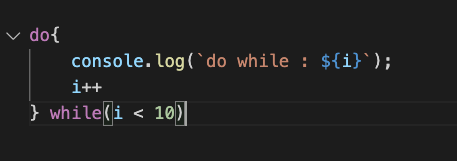 do{
console.log(`do while : ${i}`);
i++
} while(i < 10)